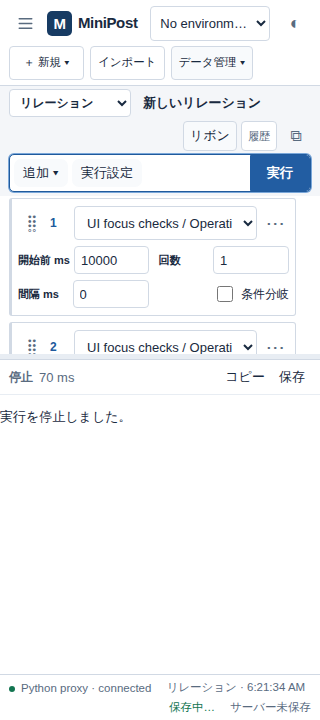 M MiniPost No environm…
＋ 新規 ▾ インポート データ管理 ▾
リレーション 新しいリレーション
リボン 履歴
追加 ▾ 実行設定 実行
1 UI focus checks / Operati ...
開始前 ms 10000 回数 1
間隔 ms 0 条件分岐
2 UI focus checks / Operati ...
停止 70 ms コピー 保存
実行を停止しました。
Python proxy · connected リレーション · 6:21:34 AM
保存中… サーバー未保存